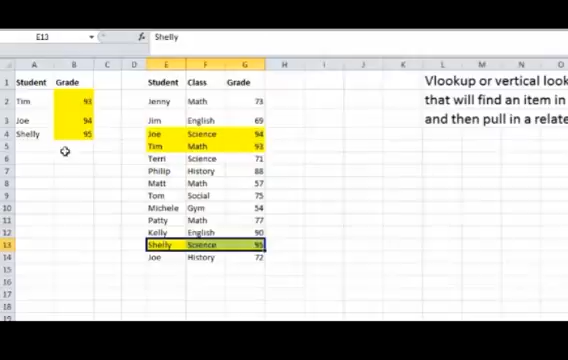 E13 fx Shelly
A B C D E F G H I J K L M N O
1 Student Grade Student Class Grade Vlookup or vertical look
2 Tim 93 Jenny Math 73 that will find an item in
3 Joe 94 Jim English 69 and then pull in a relate
4 Shelly 95 Joe Science 94
5 Tim Math 93
6 Terri Science 71
7 Philip History 88
8 Matt Math 57
9 Tom Social 75
10 Michele Gym 54
11 Patty Math 77
12 Kelly English 90
13 Shelly Science 95
14 Joe History 72
15
16
17
18
19